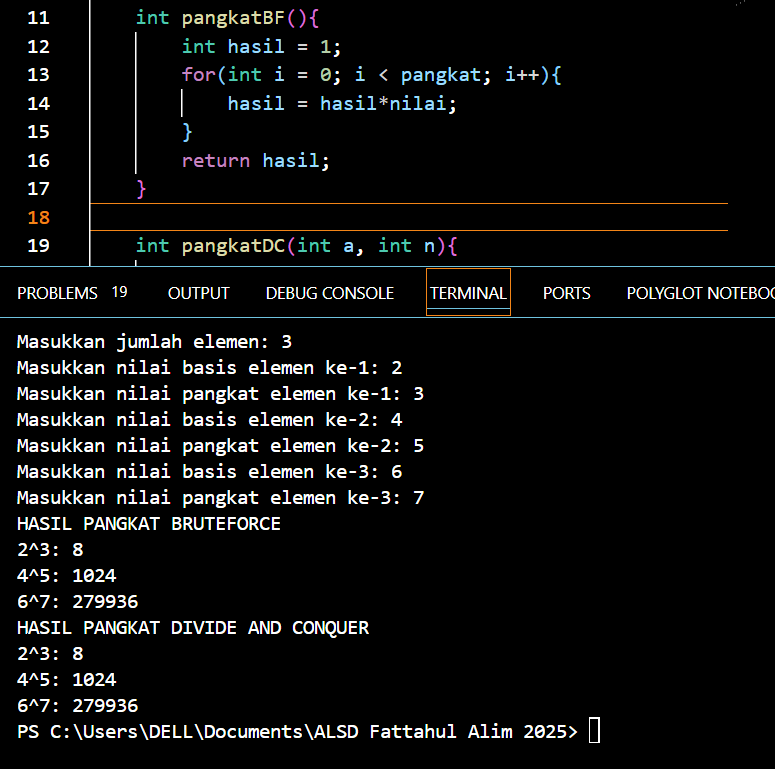 11 int pangkatBF(){
12 int hasil = 1;
13 for(int i = 0; i < pangkat; i++){
14 hasil = hasil*nilai;
15 }
16 return hasil;
17 }
18
19 int pangkatDC(int a, int n){
PROBLEMS 19 OUTPUT DEBUG CONSOLE TERMINAL PORTS POLYGLOT NOTEBOO
Masukkan jumlah elemen: 3
Masukkan nilai basis elemen ke-1: 2
Masukkan nilai pangkat elemen ke-1: 3
Masukkan nilai basis elemen ke-2: 4
Masukkan nilai pangkat elemen ke-2: 5
Masukkan nilai basis elemen ke-3: 6
Masukkan nilai pangkat elemen ke-3: 7
HASIL PANGKAT BRUTEFORCE
2^3: 8
4^5: 1024
6^7: 279936
HASIL PANGKAT DIVIDE AND CONQUER
2^3: 8
4^5: 1024
6^7: 279936
PS C:\Users\DELL\Documents\ALSD Fattahul Alim 2025>